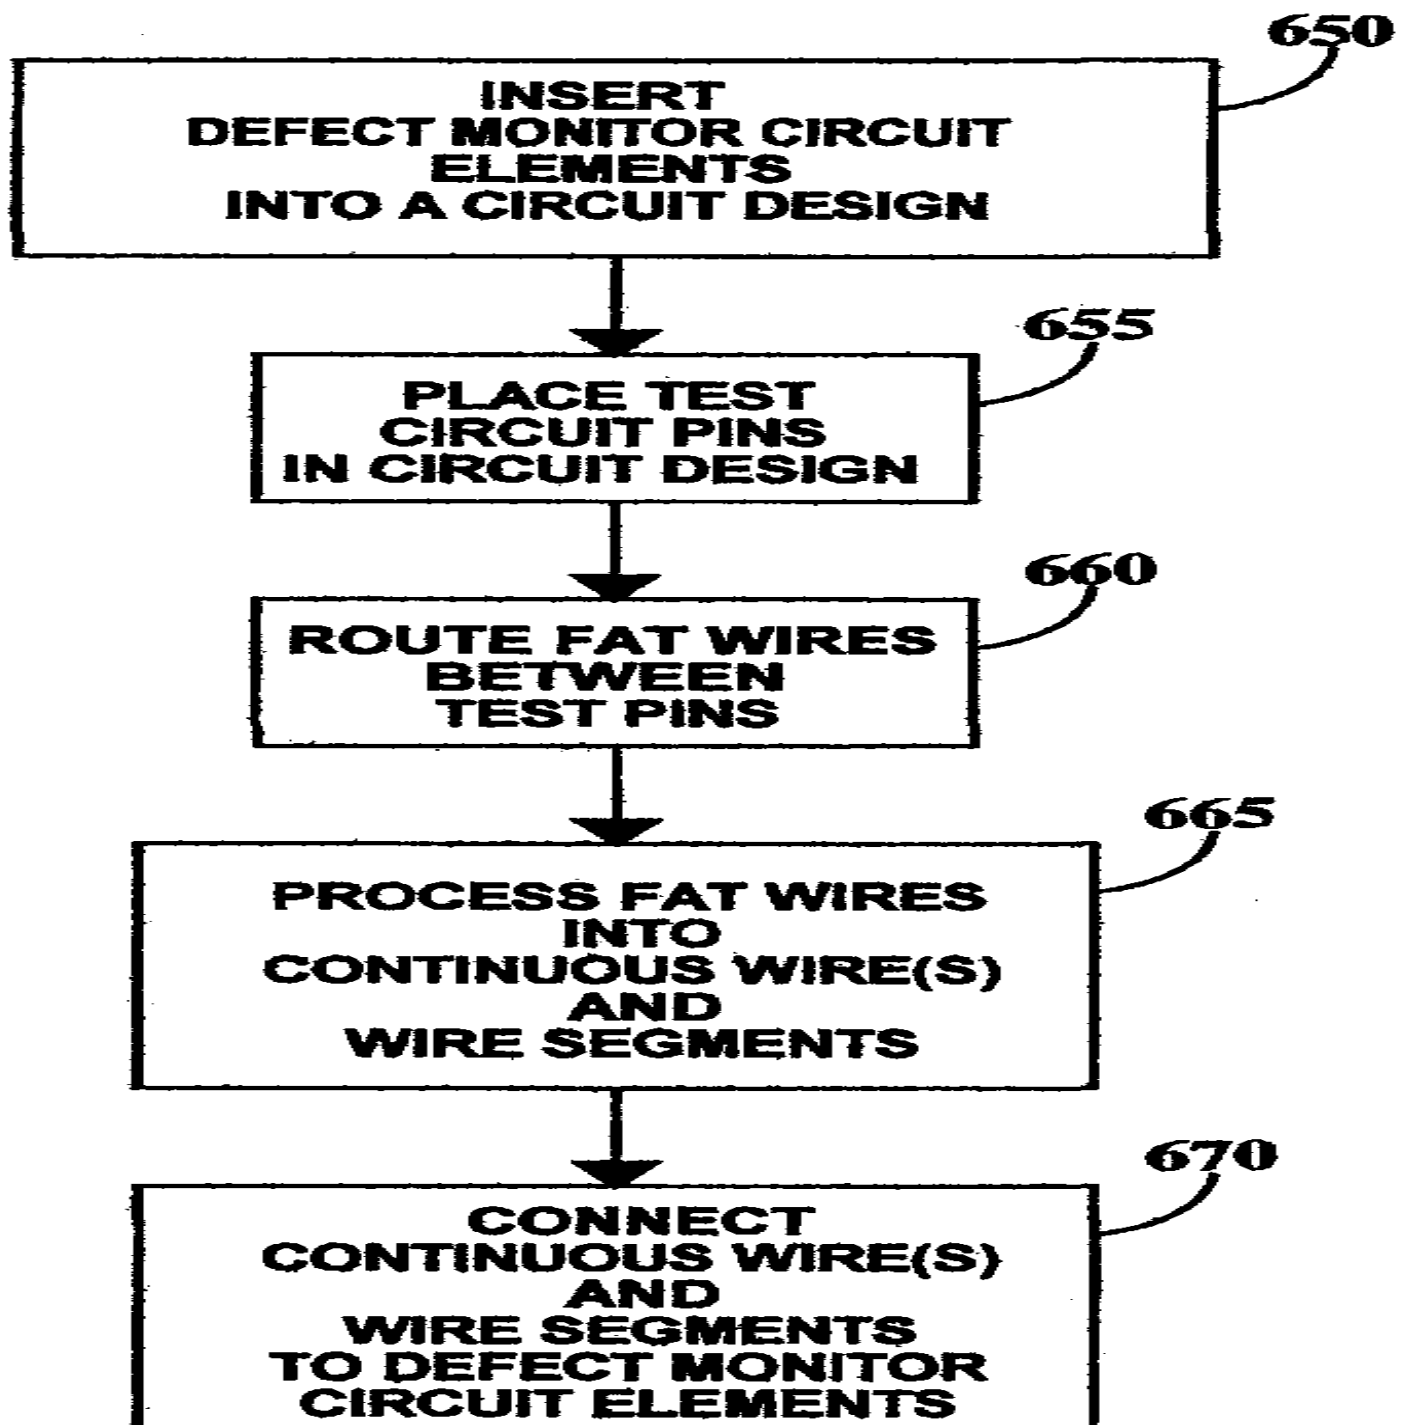 650
INSERT
DEFECT MONITOR CIRCUIT
ELEMENTS
INTO A CIRCUIT DESIGN
655
PLACE TEST
CIRCUIT PINS
IN CIRCUIT DESIGN
660
ROUTE FAT WIRES
BETWEEN
TEST PINS
665
PROCESS FAT WIRES
INTO
CONTINUOUS WIRE(S)
AND
WIRE SEGMENTS
670
CONNECT
CONTINUOUS WIRE(S)
AND
WIRE SEGMENTS
TO DEFECT MONITOR
CIRCUIT ELEMENTS